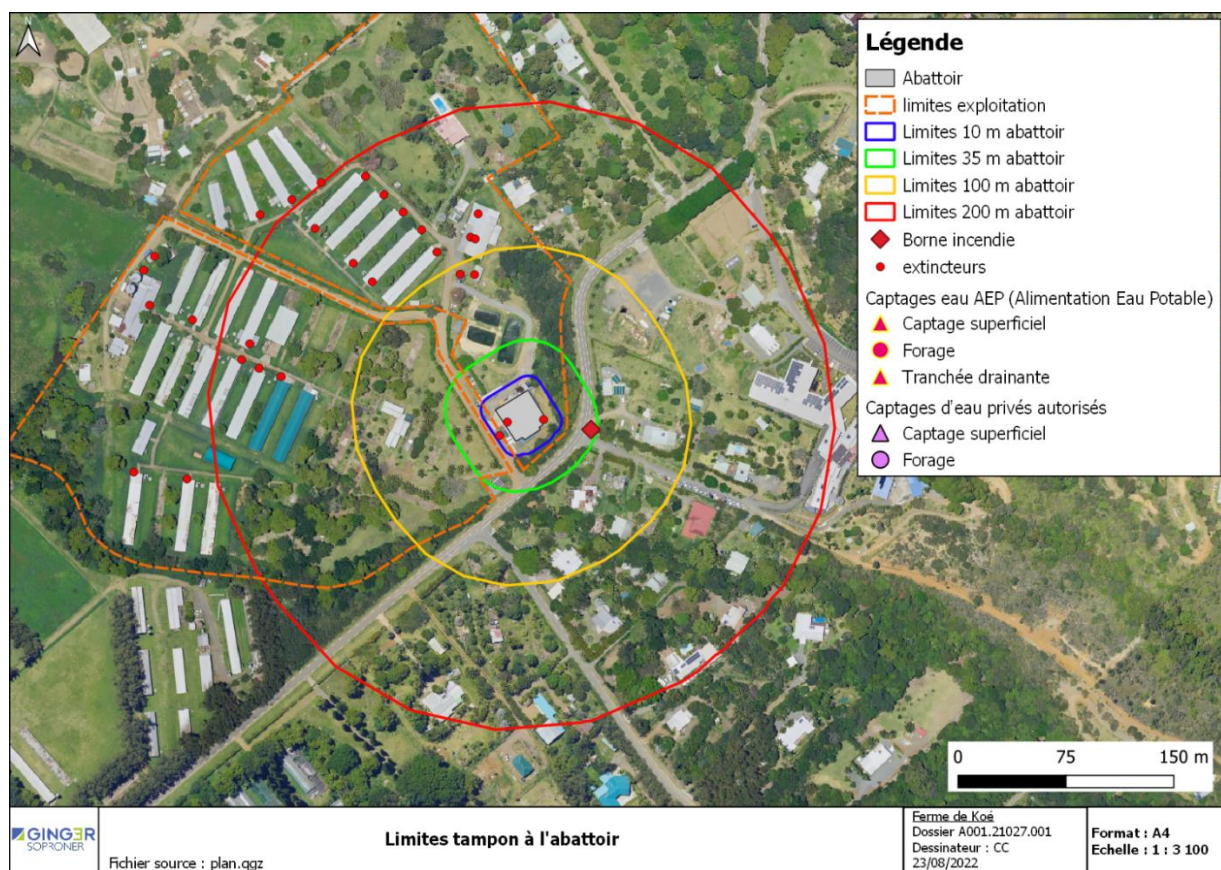 Légende
Abattoir
limites exploitation
Limites 10 m abattoir
Limites 35 m abattoir
Limites 100 m abattoir
Limites 200 m abattoir
Borne incendie
extincteurs
Captages eau AEP (Alimentation Eau Potable)
Captage superficiel
Forage
Tranchée drainante
Captages d'eau privés autorisés
Captage superficiel
Forage
0 75 150 m
GINGER
SOPRONER
Fichier source : plan.qgz
Limites tampon à l'abattoir
Ferme de Koé
Dossier A001.21027.001
Dessinateur : CC
23/08/2022
Format : A4
Echelle : 1 : 3 100